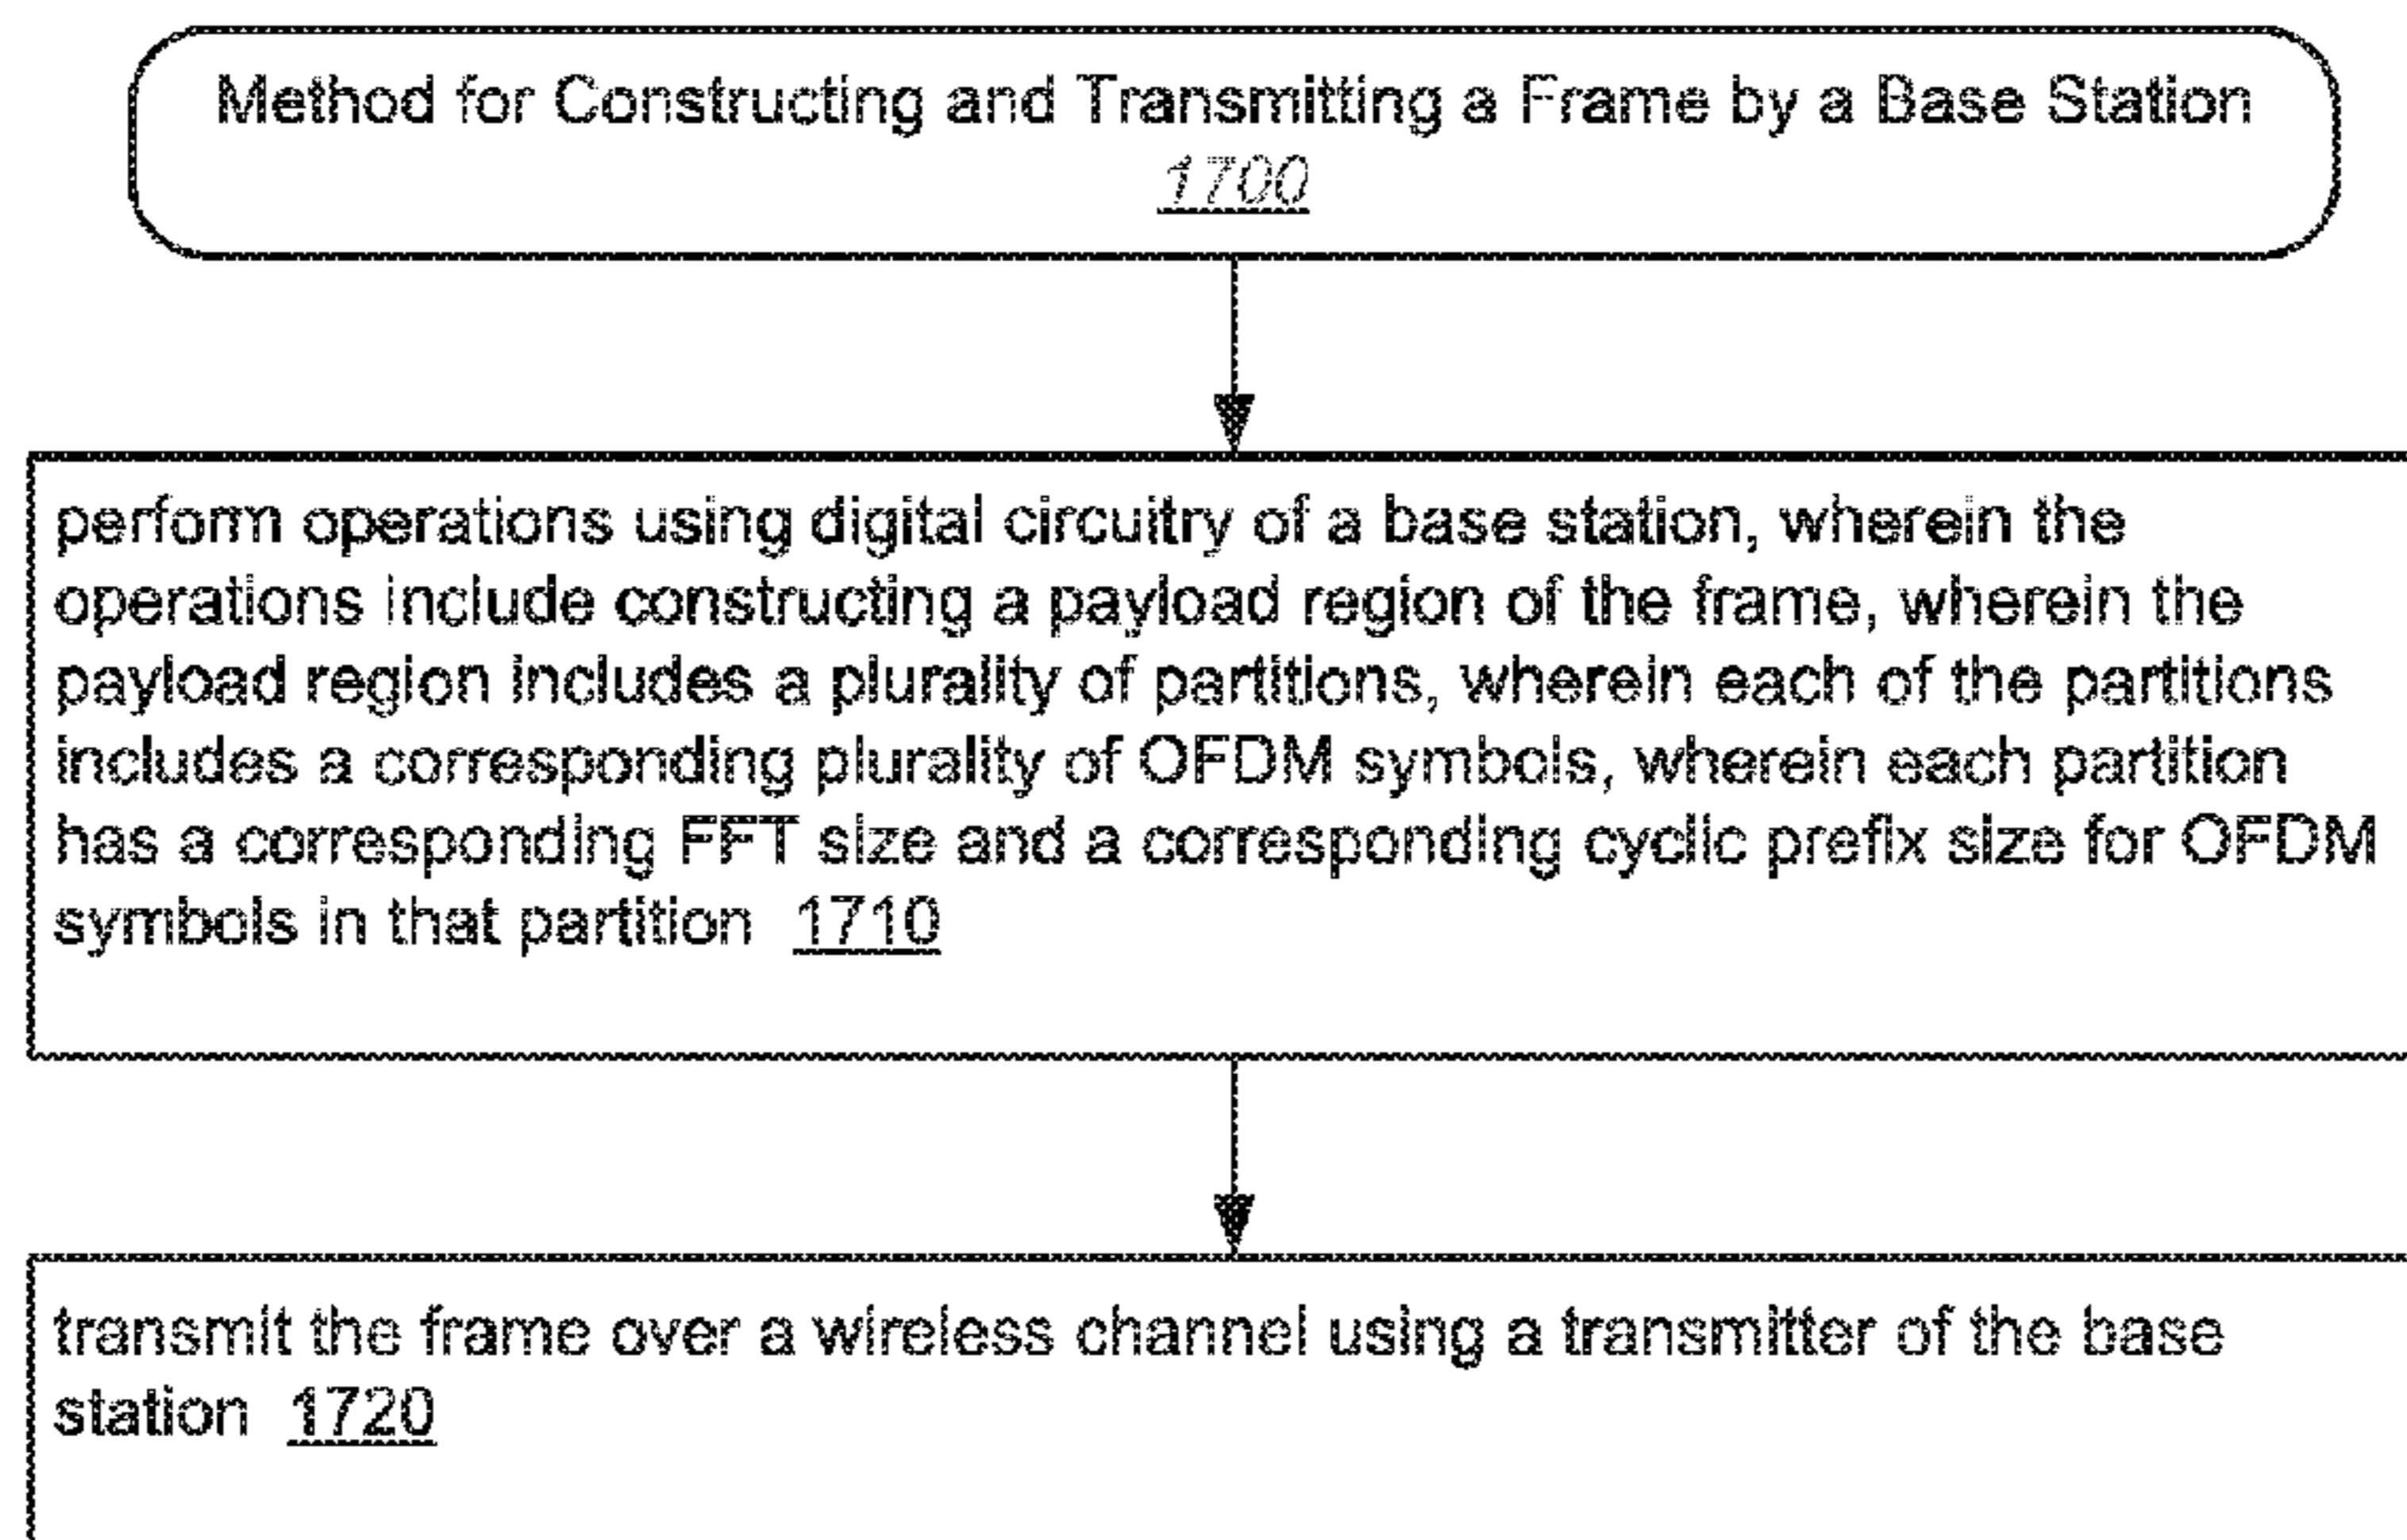 Method for Constructing and Transmitting a Frame by a Base Station
1700
perform operations using digital circuitry of a base station, wherein the
operations include constructing a payload region of the frame, wherein the
payload region includes a plurality of partitions, wherein each of the partitions
includes a corresponding plurality of OFDM symbols, wherein each partition
has a corresponding FFT size and a corresponding cyclic prefix size for OFDM
symbols in that partition 1710
transmit the frame over a wireless channel using a transmitter of the base
station 1720